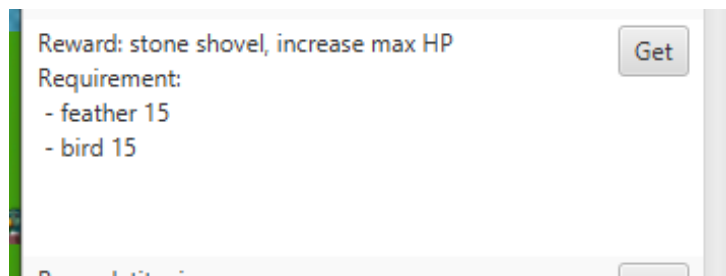 Reward: stone shovel, increase max HP
Get
Requirement:
- feather 15
- bird 15